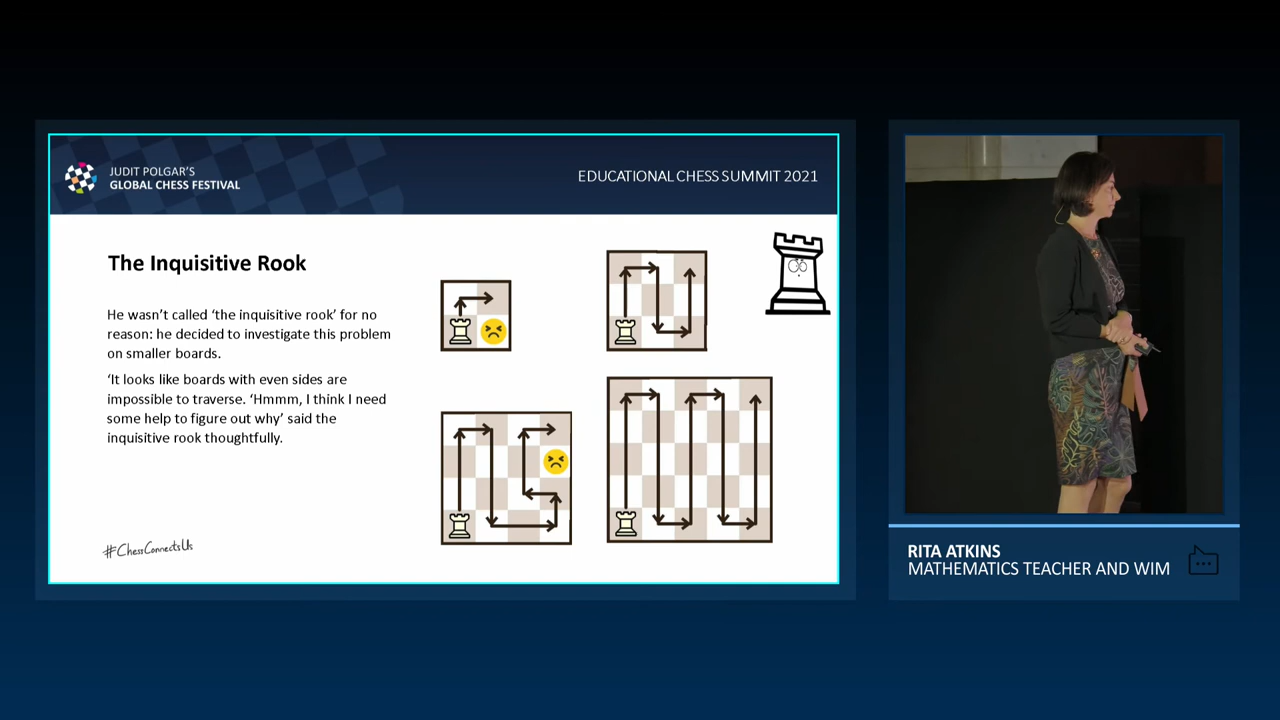 JUDIT POLGAR'S
GLOBAL CHESS FESTIVAL
EDUCATIONAL CHESS SUMMIT 2021
The Inquisitive Rook
He wasn't called 'the inquisitive rook' for no
reason: he decided to investigate this problem
on smaller boards.
'It looks like boards with even sides are
impossible to traverse. 'Hmmm, I think I need
some help to figure out why' said the
inquisitive rook thoughtfully.
#ChessConnectsUs
RITA ATKINS
MATHEMATICS TEACHER AND WIM